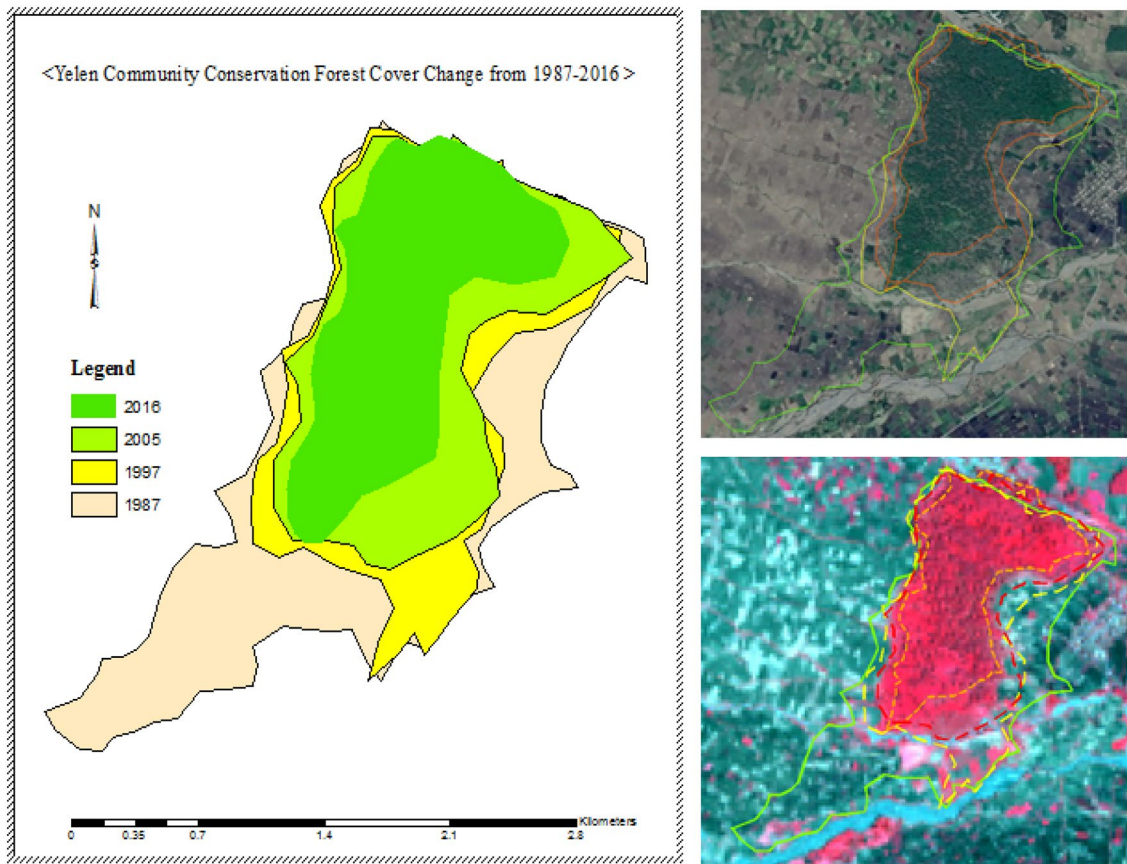 <Yelen Community Conservation Forest Cover Change from 1987-2016 >
N
S
Legend
2016
2005
1997
1987
Kilometers
0 0.35 0.7 1.4 2.1 2.8